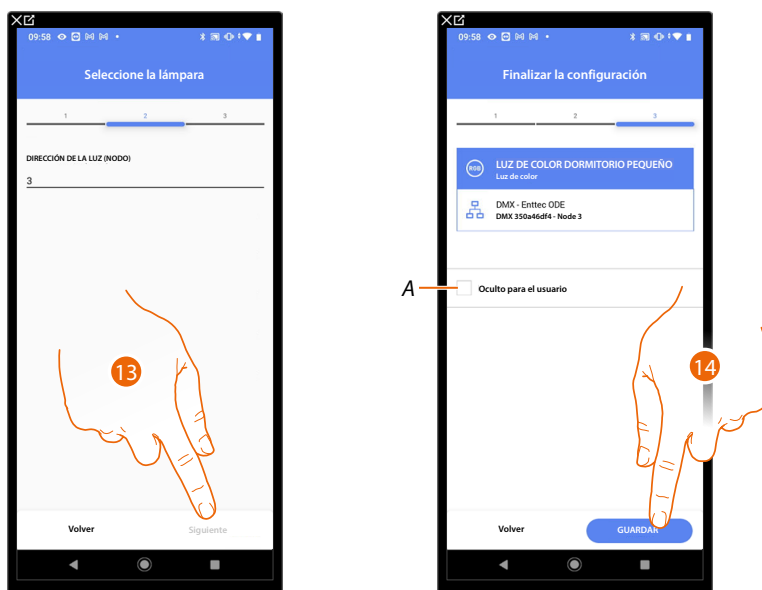 09:58
Seleccione la lámpara
1 2 3
DIRECCIÓN DE LA LUZ (NODO)
3
13
Volver Siguiente
09:58
Finalizar la configuración
1 2 3
RGB
LUZ DE COLOR DORMITORIO PEQUEÑO
Luz de color
DMX - Enttec ODE
DMX 350a46df4 - Node 3
A
Oculto para el usuario
14
Volver GUARDAR